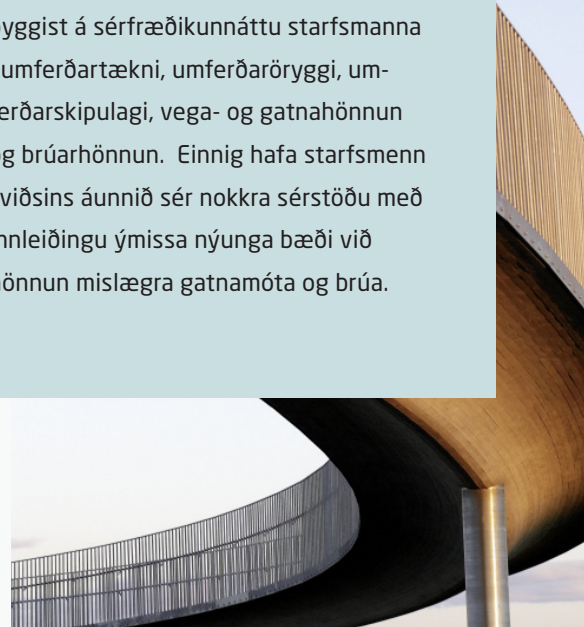 yggist á sérfræðikunnáttu starfsmanna
umferðartækni, umferðaröryggi, um-
erðarskipulagi, vega- og gatnahönnun
g brúarhönnun.  Einnig hafa starfsmenn
viðsins áunnið sér nokkra sérstöðu með
nnleiðingu ýmissa nýunga bæði við
önnun mislægra gatnamóta og brúa.